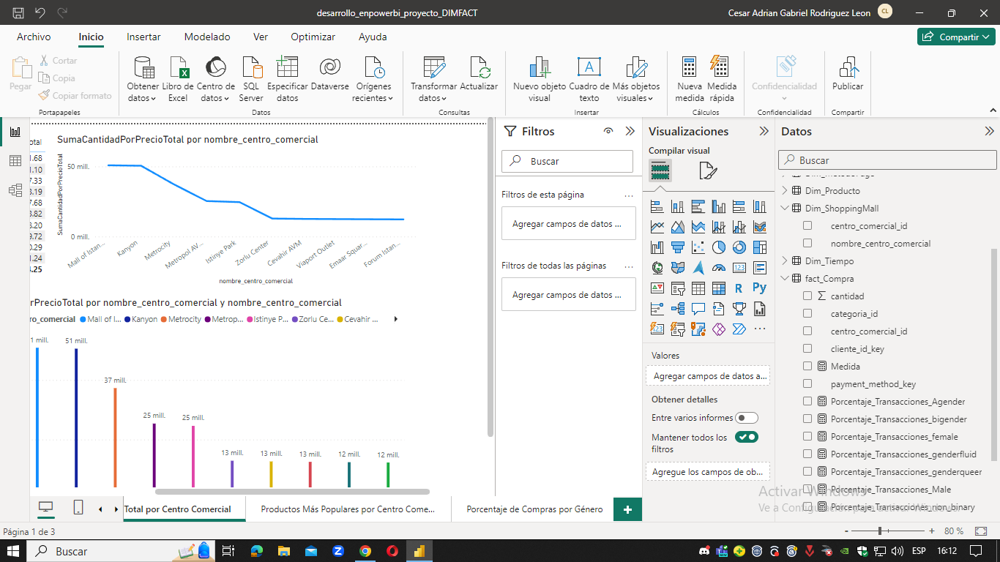 desarrollo_enpowerbi_proyecto_DIMFACT
Cesar Adrian Gabriel Rodriguez Leon
CL
Archivo
Inicio
Insertar
Modelado
Ver
Optimizar
Ayuda
Compartir
Pegar
Cortar
Copia
Copiar formato
Portapapeles
Obtener datos
Libro de Excel
Centro de datos
SQL Server
Especificar datos
Dataverse
Orígenes recientes
Datos
Transformar datos
Actualizar
Consultas
Nuevo objeto visual
Cuadro de texto
Más objetos visuales
Insertar
Nueva medida
Medida rápida
Cálculos
Confidencialidad
Confidencialidad
Publicar
Compartir
otal
1.68
1.10
7.33
3.19
7.68
3.82
5.20
9.72
0.29
1.24
4.25
SumaCantidadPorPrecioTotal por nombre_centro_comercial
SumaCantidadPorPrecioTotal
50 mill.
0 mill.
Mall of Istan...
Kanyon
Metrocity
Metropol AV...
Istinye Park
Zorlu Center
Cevahir AVM
Viaport Outlet
Emaar Squar...
Forum Istan...
nombre_centro_comercial
rPrecioTotal por nombre_centro_comercial y nombre_centro_comercial
ro_comercial
Mall of I...
Kanyon
Metrocity
Metrop...
Istinye P...
Zorlu Ce...
Cevahir ...
1 mill.
51 mill.
37 mill.
25 mill.
25 mill.
13 mill.
13 mill.
13 mill.
12 mill.
12 mill.
Filtros
Buscar
Filtros de esta página
...
Agregar campos de datos ...
Filtros de todas las páginas
...
Agregar campos de datos ...
Visualizaciones
Compilar visual
123
R
Py
123
...
Valores
Agregar campos de datos a...
Obtener detalles
Entre varios informes
Mantener todos los filtros
Agregue los campos de ob...
Datos
Buscar
Dim_MetodoPago
Dim_Producto
Dim_ShoppingMall
centro_comercial_id
nombre_centro_comercial
Dim_Tiempo
fact_Compra
cantidad
categoria_id
centro_comercial_id
cliente_id_key
Medida
payment_method_key
Porcentaje_Transacciones_Agender
Porcentaje_Transacciones_bigender
Porcentaje_Transacciones_female
Porcentaje_Transacciones_genderfluid
Porcentaje_Transacciones_genderqueer
Porcentaje_Transacciones_Male
Porcentaje_Transacciones_non_binary
Activar Windows
Total por Centro Comercial
Productos Más Populares por Centro Come...
Porcentaje de Compras por Género
+
Página 1 de 3
- + 80 %
Buscar
ESP
16:12